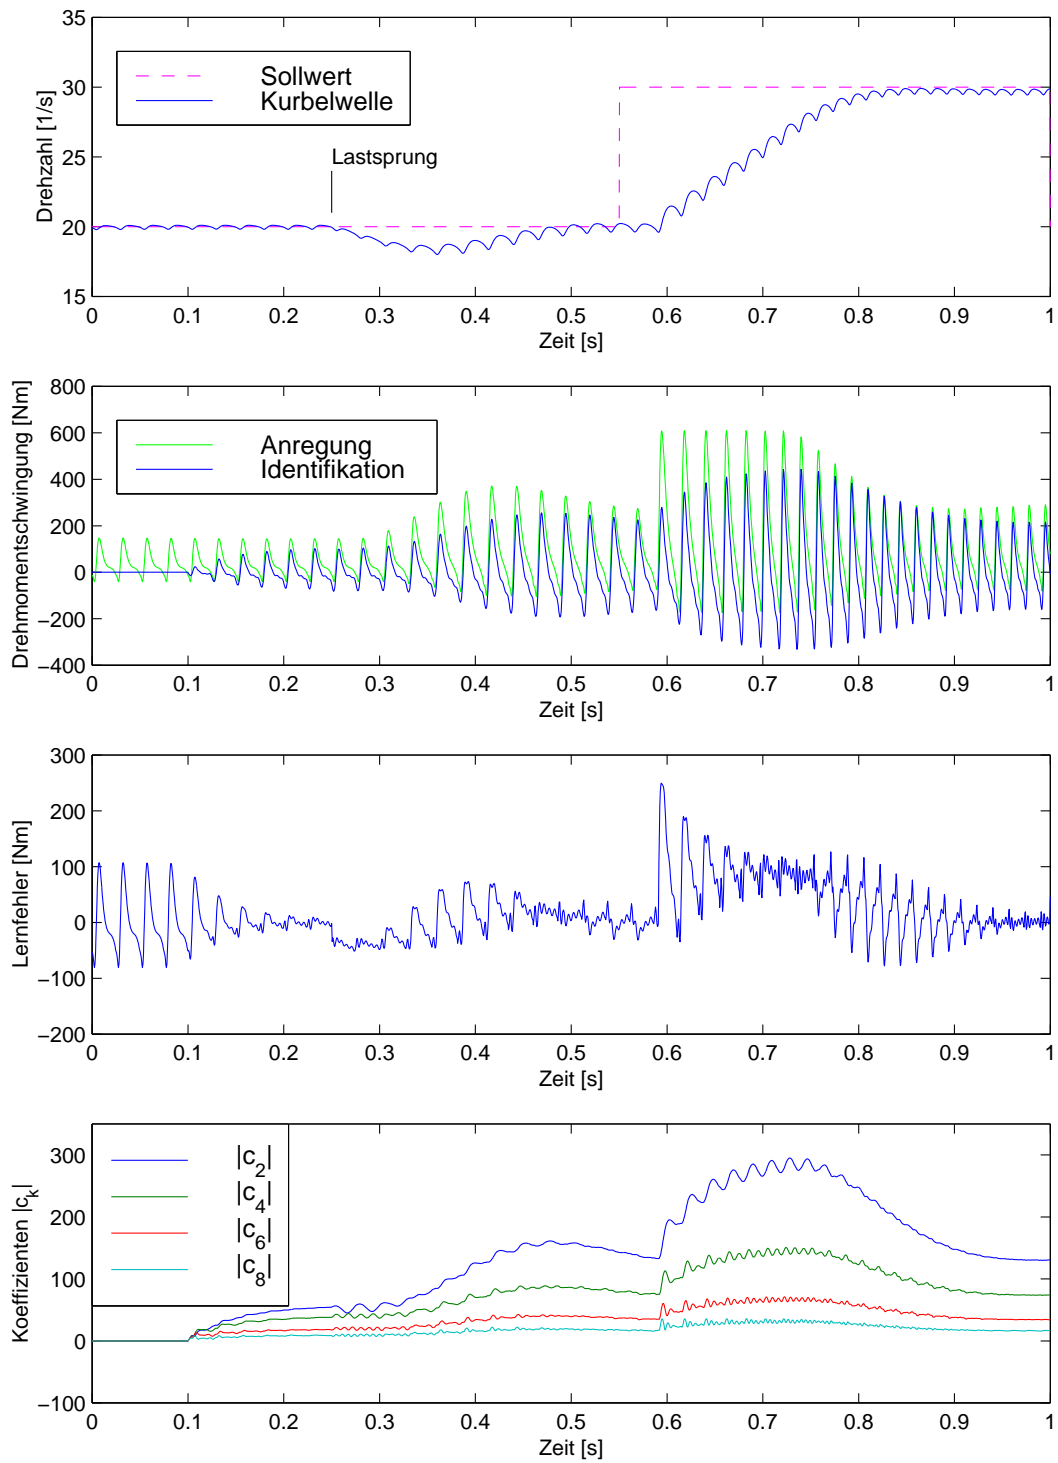 35
30
25
20
15
Drehzahl [1/s]
Sollwert
Kurbelwelle
Lastsprung
0 0.1 0.2 0.3 0.4 0.5 0.6 0.7 0.8 0.9 1
Zeit [s]
800
600
400
200
0
−200
−400
Drehmomentschwingung [Nm]
Anregung
Identifikation
0 0.1 0.2 0.3 0.4 0.5 0.6 0.7 0.8 0.9 1
Zeit [s]
300
200
100
0
−100
−200
Lernfehler [Nm]
0 0.1 0.2 0.3 0.4 0.5 0.6 0.7 0.8 0.9 1
Zeit [s]
300
200
100
0
−100
Koeffizienten |c_k|
|c_2|
|c_4|
|c_6|
|c_8|
0 0.1 0.2 0.3 0.4 0.5 0.6 0.7 0.8 0.9 1
Zeit [s]